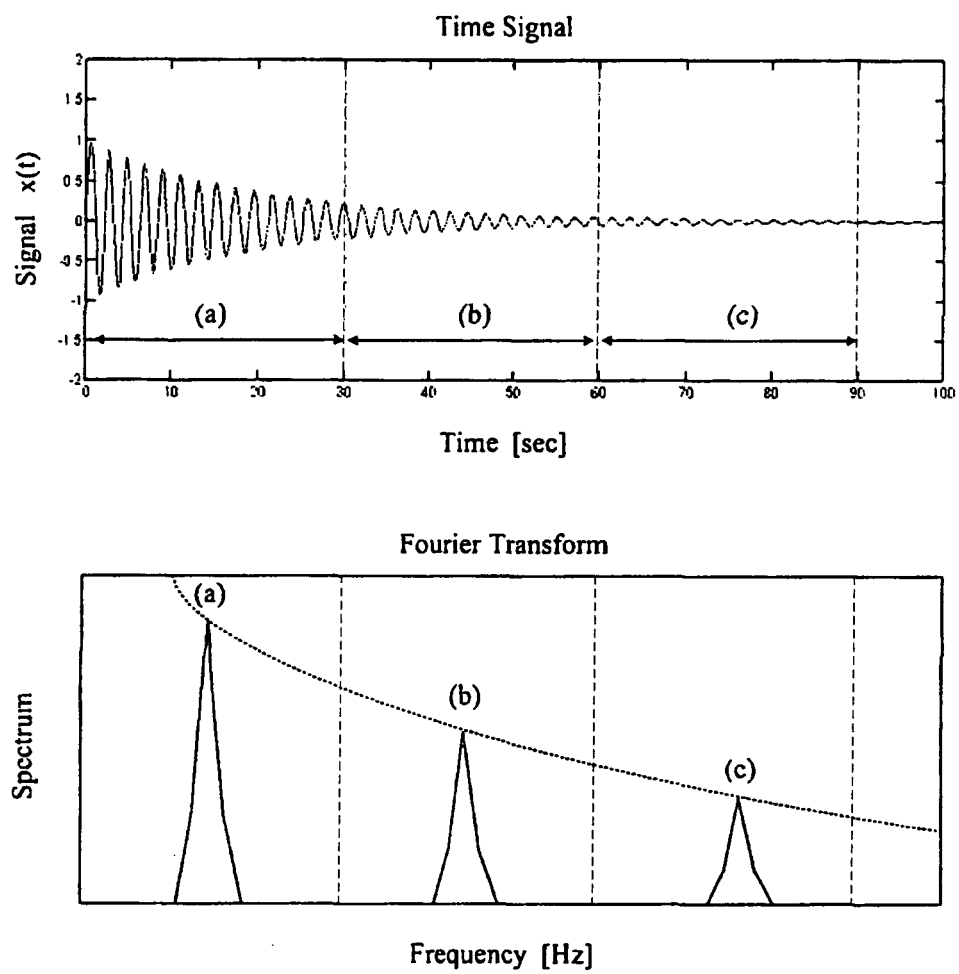 Time Signal
2
1 5
1
0 5
0
-0 5
-1
-1 5
-2
Signal x(t)
(a)
(b)
(c)
0
10
20
30
40
50
60
70
80
90
100
Time [sec]
Fourier Transform
(a)
(b)
(c)
Spectrum
Frequency [Hz]